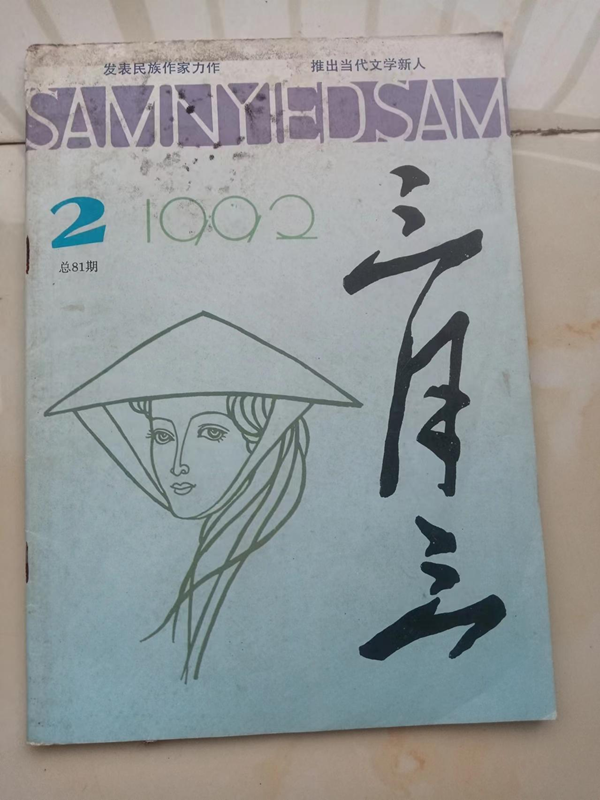 发表民族作家力作 推出当代文学新人
SAMNYIEDSAM
2 1992
总81期
三月三